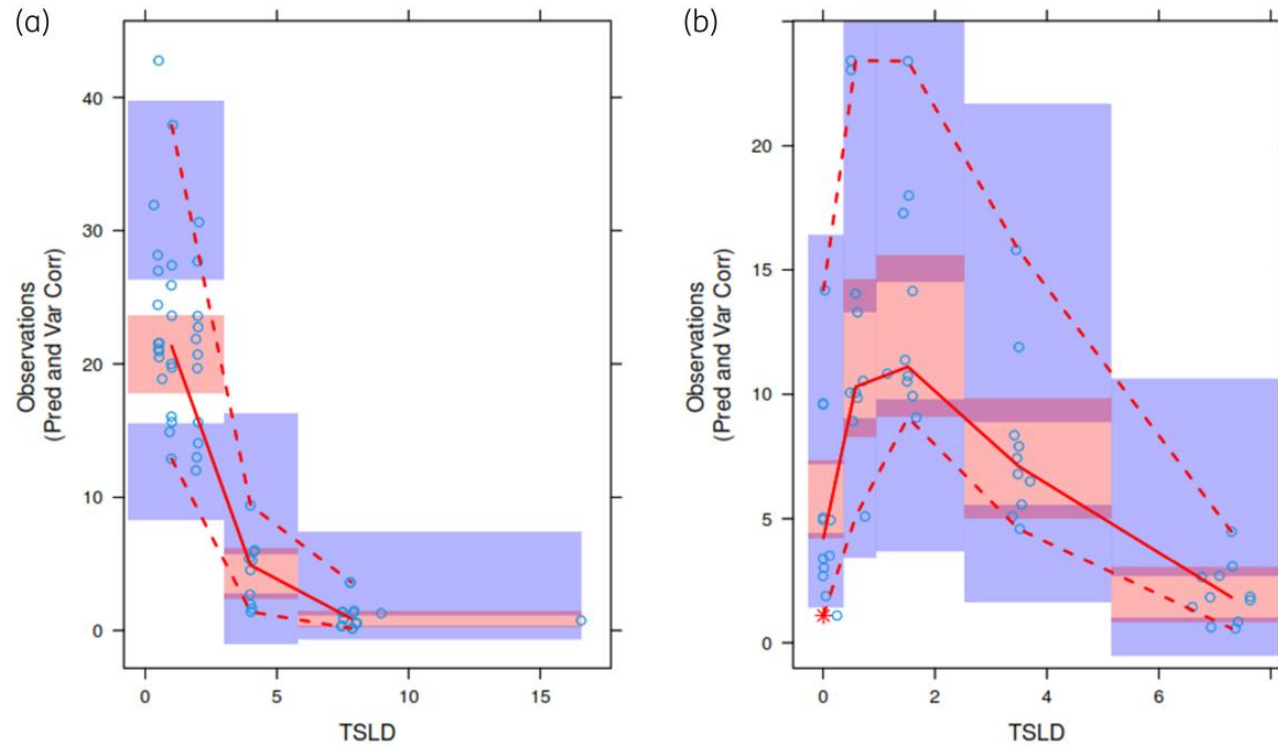 (a)
40
30
20
10
0
0 5 10 15
TSLD
Observations
(Pred and Var Corr)
(b)
20
15
10
5
0
0 2 4 6
TSLD
Observations
(Pred and Var Corr)